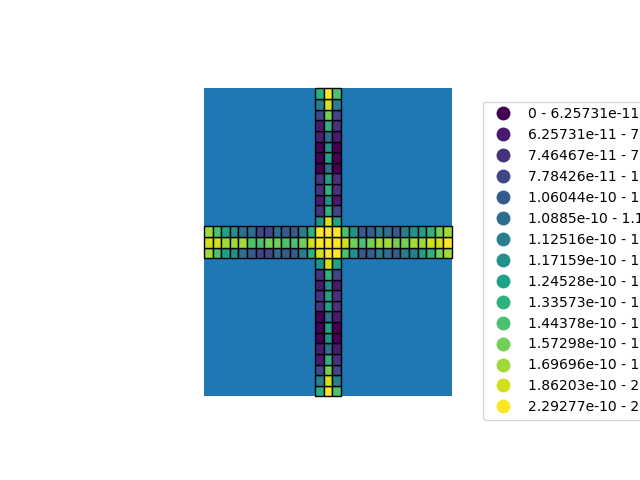 0 - 6.25731e-11
6.25731e-11 - 7
7.46467e-11 - 7
7.78426e-11 - 1
1.06044e-10 - 1
1.0885e-10 - 1.1
1.12516e-10 - 1
1.17159e-10 - 1
1.24528e-10 - 1
1.33573e-10 - 1
1.44378e-10 - 1
1.57298e-10 - 1
1.69696e-10 - 1
1.86203e-10 - 2
2.29277e-10 - 2